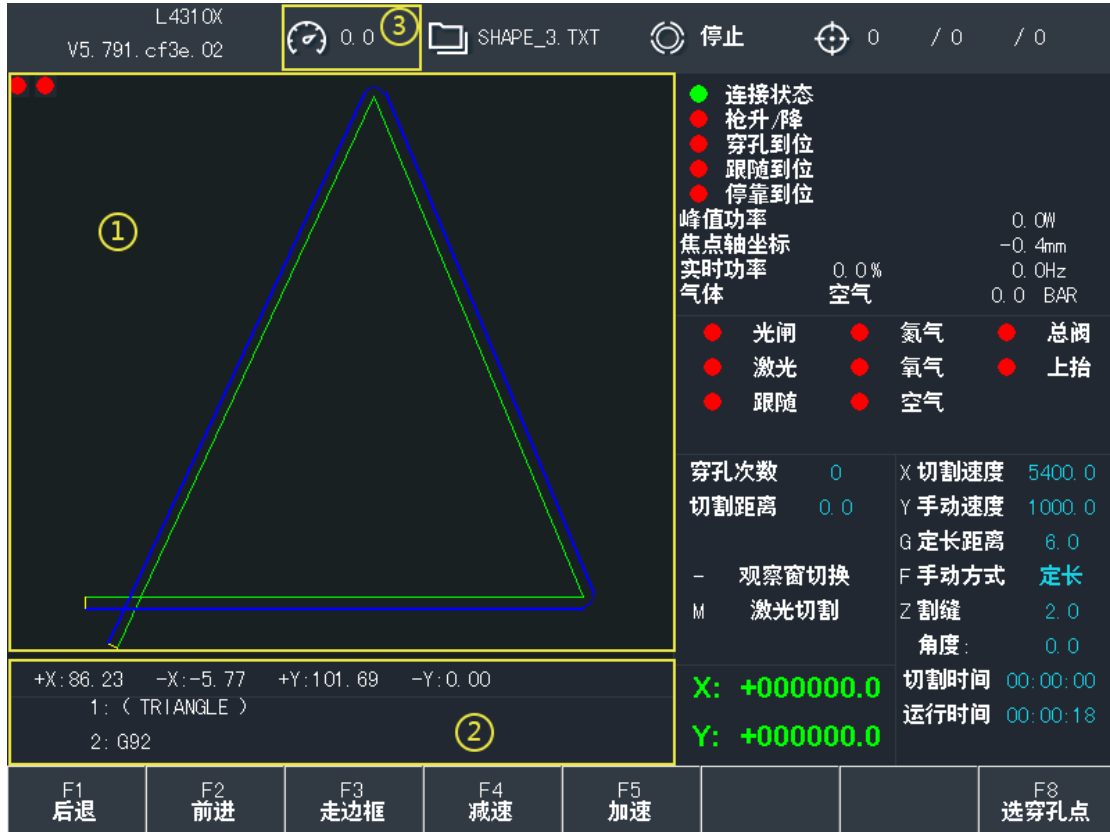 L4310X
V5.791.cf3e.02
0.0 ③
SHAPE_3.TXT
停止
0 / 0 / 0
①
连接状态
枪升/降
穿孔到位
跟随到位
停靠到位
峰值功率 0.0W
焦点轴坐标 -0.4mm
实时功率 0.0% 0.0Hz
气体 空气 0.0 BAR
光闸 氮气 总阀
激光 氧气 上抬
跟随 空气
穿孔次数 0
切割距离 0.0
- 观察窗切换
M 激光切割
X 切割速度 5400.0
Y 手动速度 1000.0
G 定长距离 6.0
F 手动方式 定长
Z 割缝 2.0
角度: 0.0
切割时间 00:00:00
运行时间 00:00:18
X: +000000.0
Y: +000000.0
+X:86.23 -X:-5.77 +Y:101.69 -Y:0.00
1: ( TRIANGLE )
2: G92
②
F1 后退
F2 前进
F3 走边框
F4 减速
F5 加速
F8 选穿孔点